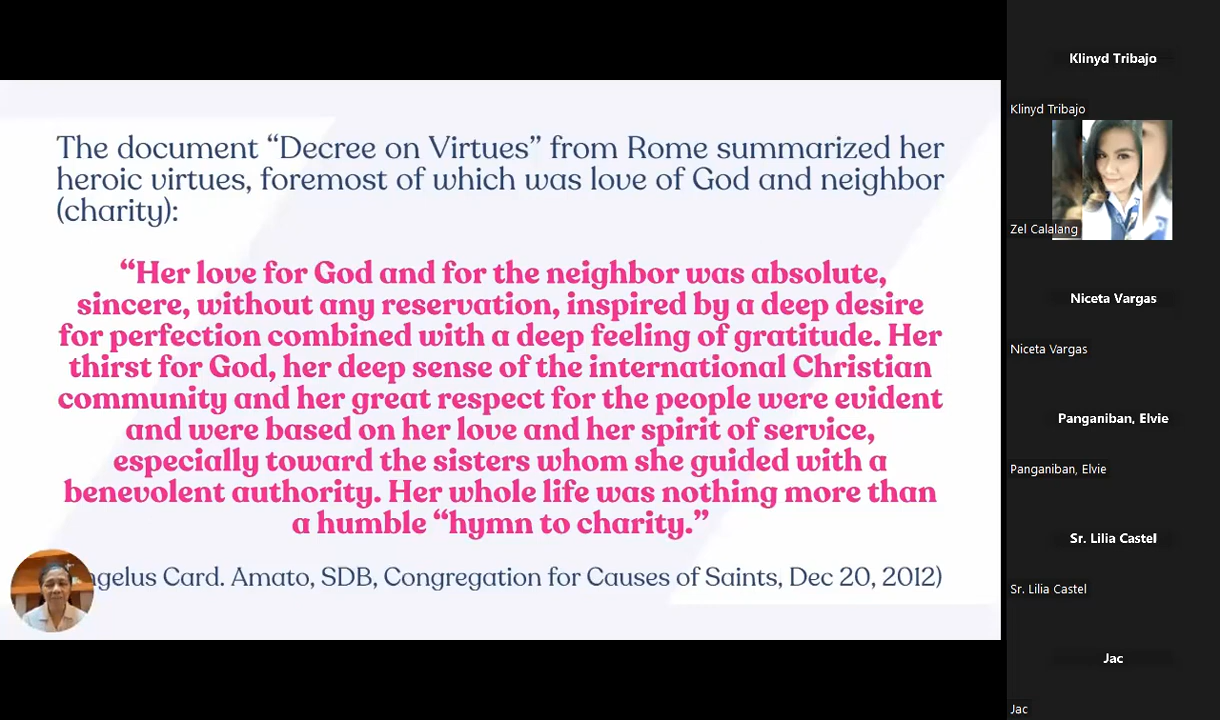 The document “Decree on Virtues” from Rome summarized her
heroic virtues, foremost of which was love of God and neighbor
(charity):
“Her love for God and for the neighbor was absolute,
sincere, without any reservation, inspired by a deep desire
for perfection combined with a deep feeling of gratitude. Her
thirst for God, her deep sense of the international Christian
community and her great respect for the people were evident
and were based on her love and her spirit of service,
especially toward the sisters whom she guided with a
benevolent authority. Her whole life was nothing more than
a humble “hymn to charity.”
Card. Amato, SDB, Congregation for Causes of Saints, Dec 20, 2012)
Klinyd Tribajo
Klinyd Tribajo
Zel Calalang
Niceta Vargas
Niceta Vargas
Panganiban, Elvie
Panganiban, Elvie
Sr. Lilia Castel
Sr. Lilia Castel
Jac
Jac